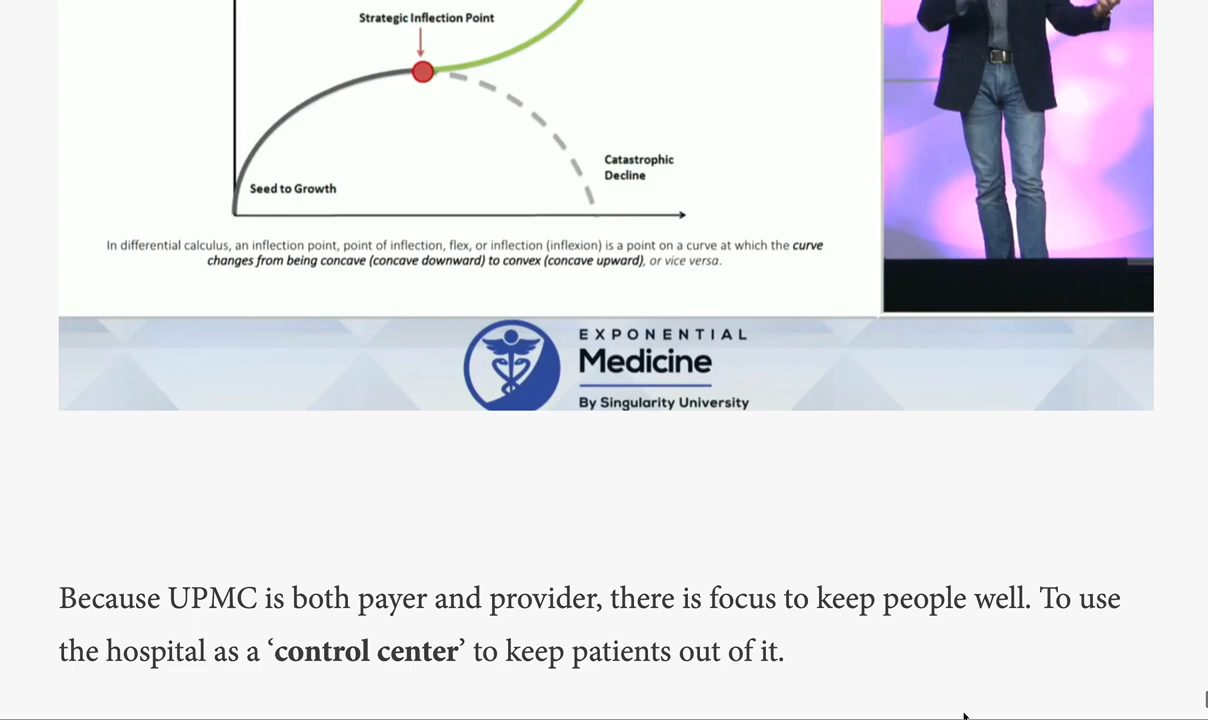 Strategic Inflection Point
Catastrophic
Decline
Seed to Growth
In differential calculus, an inflection point, point of inflection, flex, or inflection (inflexion) is a point on a curve at which the curve
changes from being concave (concave downward) to convex (concave upward), or vice versa.
EXPONENTIAL
Medicine
By Singularity University
Because UPMC is both payer and provider, there is focus to keep people well. To use
the hospital as a ‘control center’ to keep patients out of it.